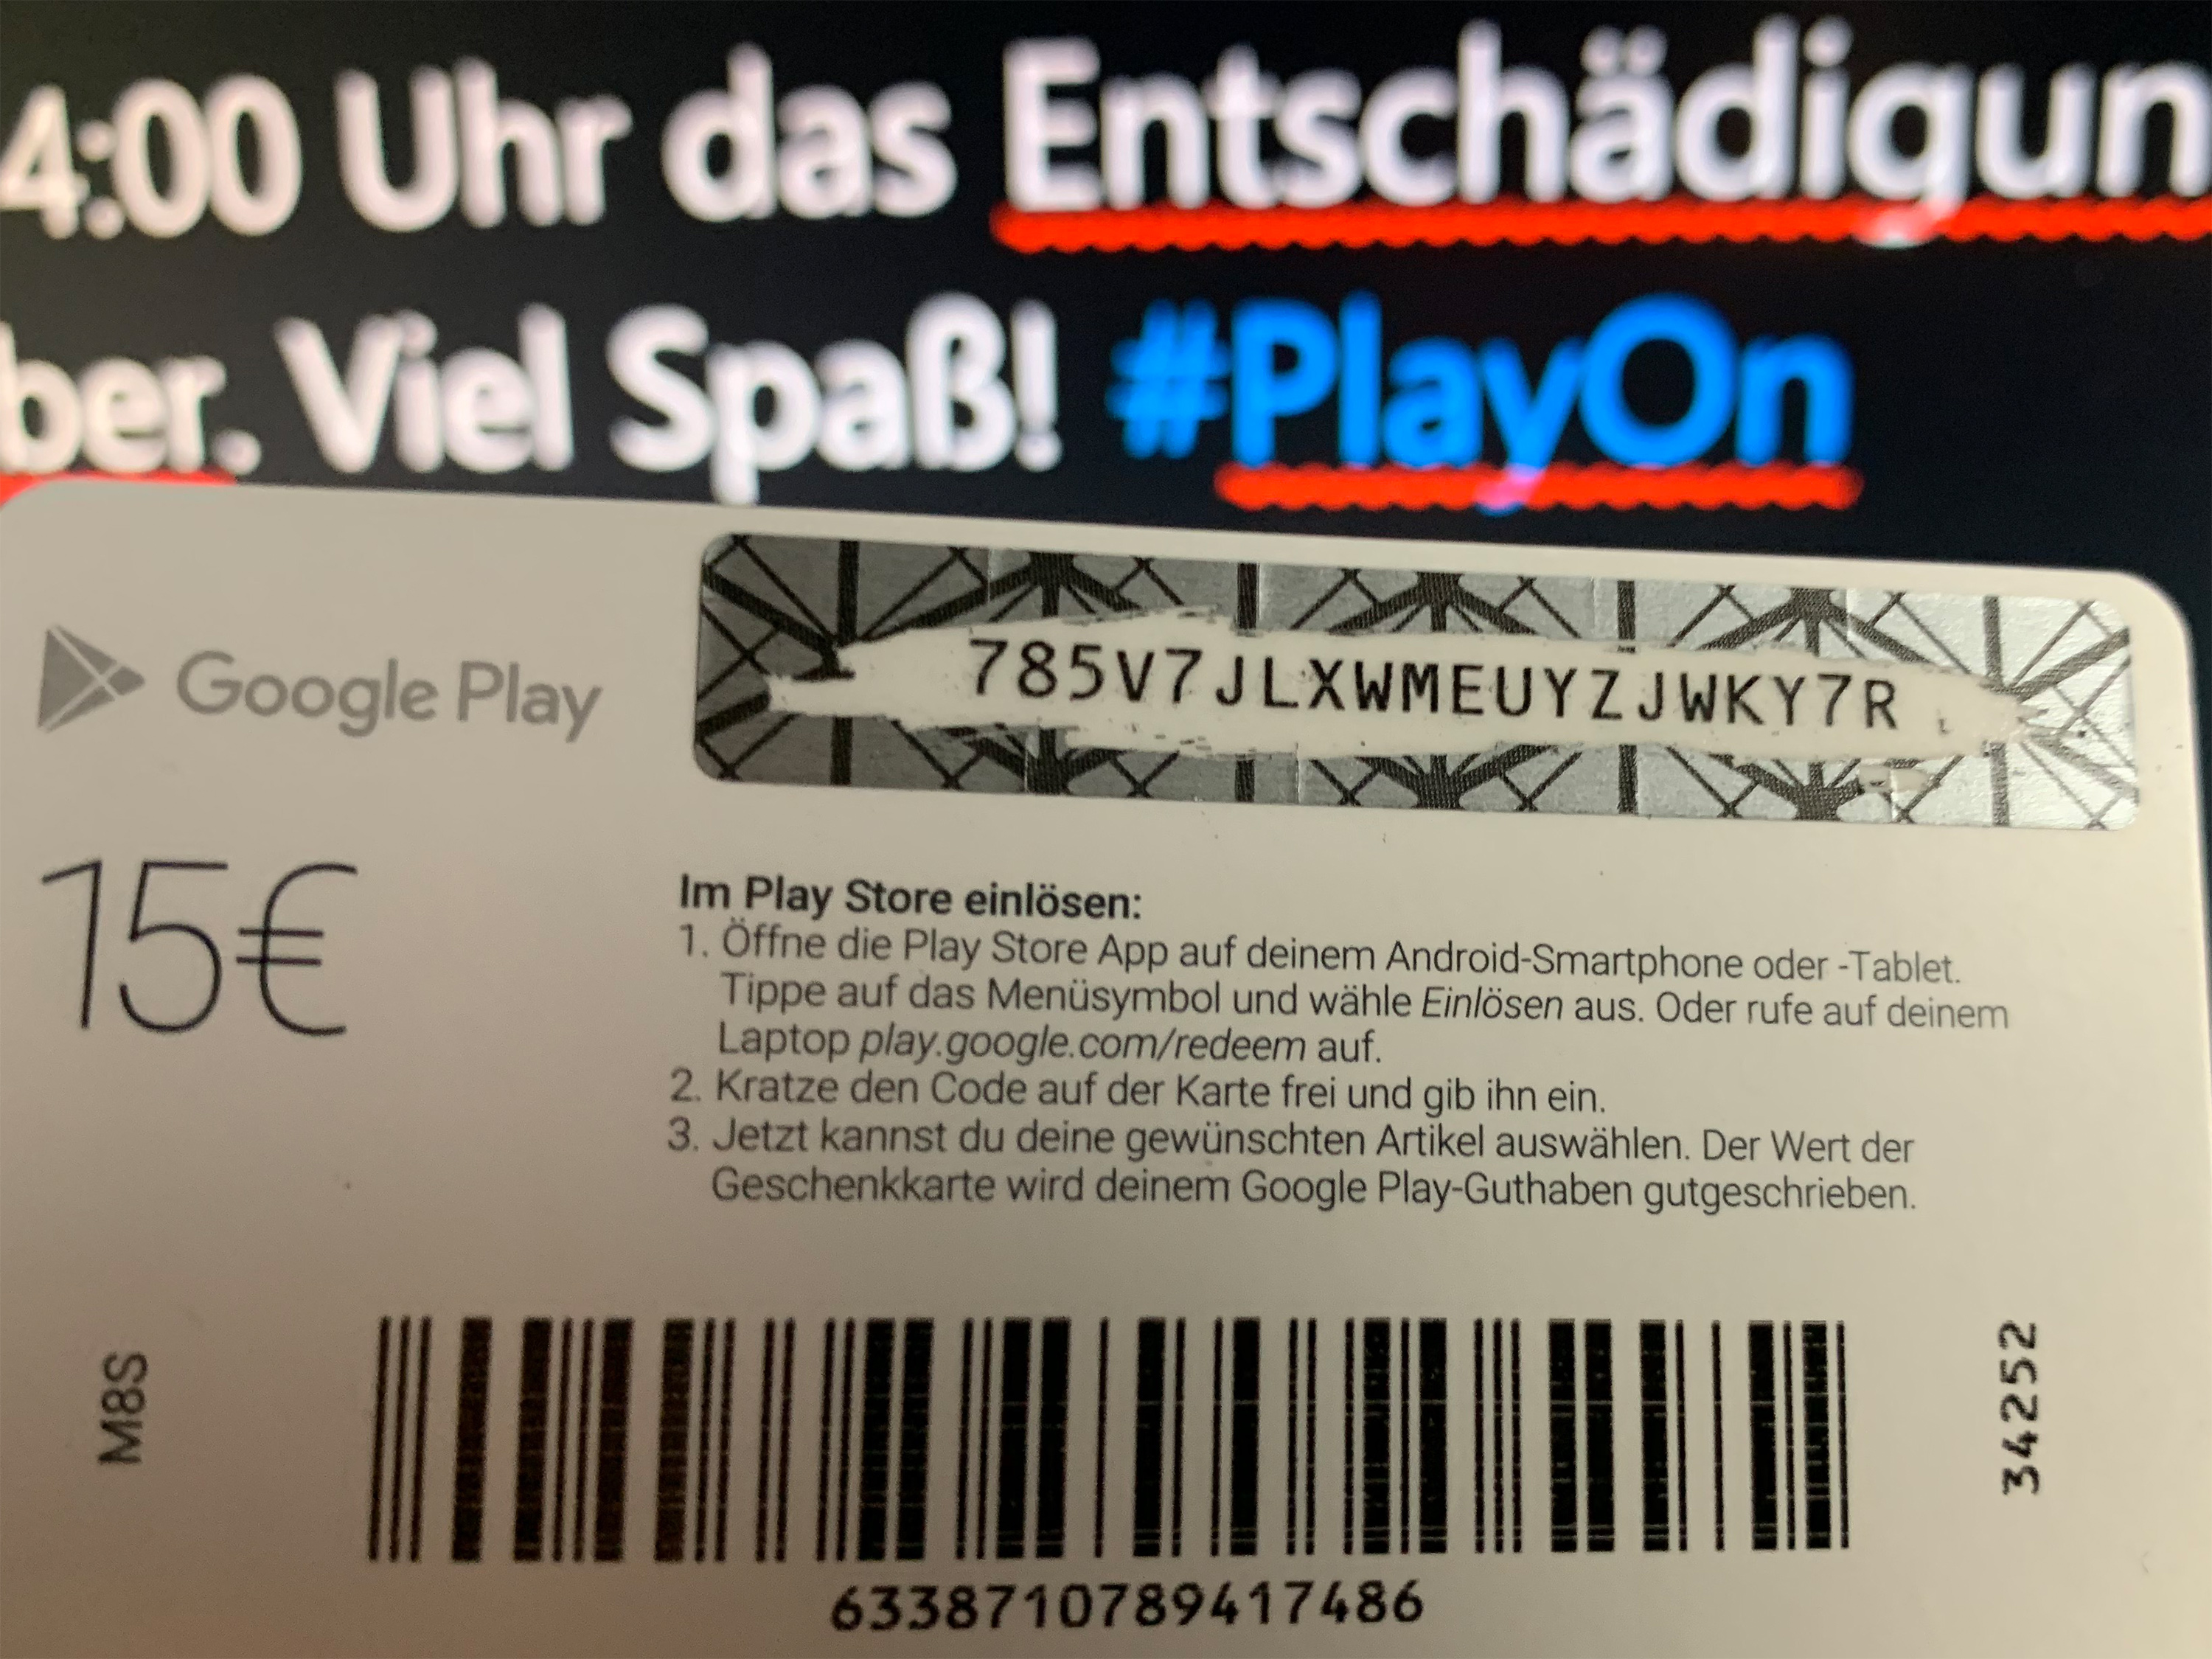 4:00 Uhr das Entschädigun
ber. Viel Spaß! #PlayOn
Google Play
785V7JLXWMEUYZJWKY7R
15€
Im Play Store einlösen:
1. Öffne die Play Store App auf deinem Android-Smartphone oder -Tablet.
Tippe auf das Menüsymbol und wähle Einlösen aus. Oder rufe auf deinem
Laptop play.google.com/redeem auf.
2. Kratze den Code auf der Karte frei und gib ihn ein.
3. Jetzt kannst du deine gewünschten Artikel auswählen. Der Wert der
Geschenkkarte wird deinem Google Play-Guthaben gutgeschrieben.
M8S
34252
6338710789417486